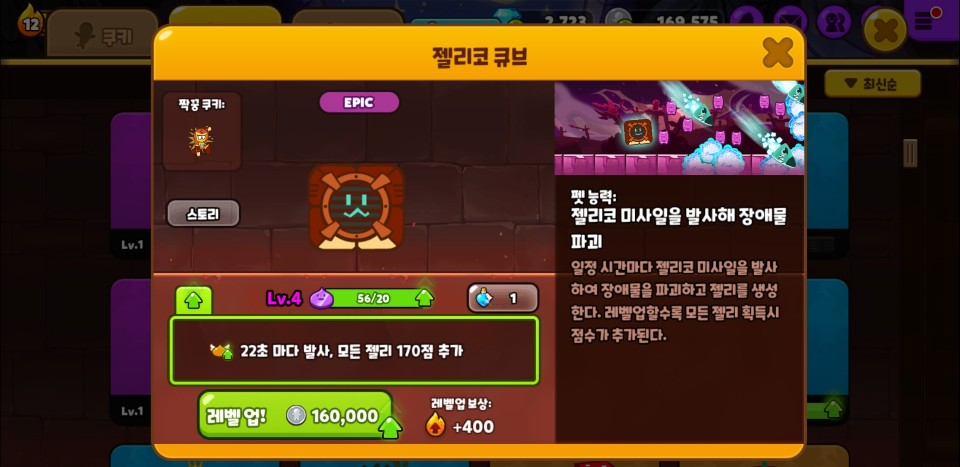 12
쿠키
2,723
169,575
젤리코 큐브
최신순
짝꿍 쿠키:
EPIC
스토리
펫 능력:
젤리코 미사일을 발사해 장애물
파괴
일정 시간마다 젤리코 미사일을 발사
하여 장애물을 파괴하고 젤리를 생성
한다. 레벨업할수록 모든 젤리 획득시
점수가 추가된다.
Lv.1
Lv.4
56/20
1
22초 마다 발사, 모든 젤리 170점 추가
레벨 업!
160,000
레벨업 보상:
+400
Lv.1